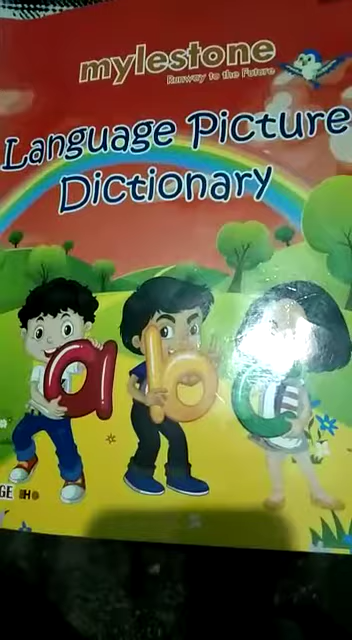 mylestone
Runway to the Future
Language Picture
Dictionary
a b c